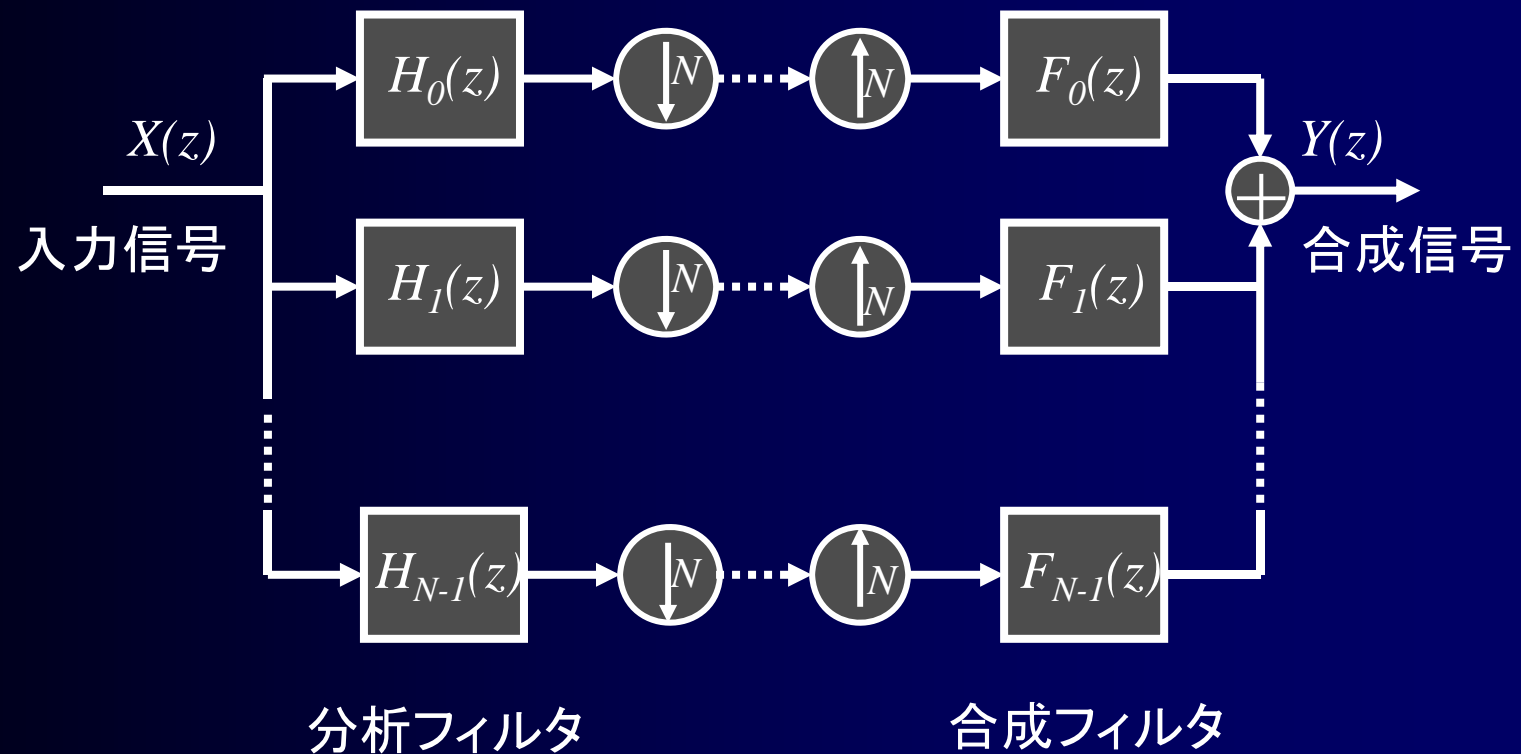 H0(z) N N F0(z)
X(z) Y(z)
入力信号 合成信号
H1(z) N N F1(z)
HN-1(z) N N FN-1(z)
分析フィルタ 合成フィルタ